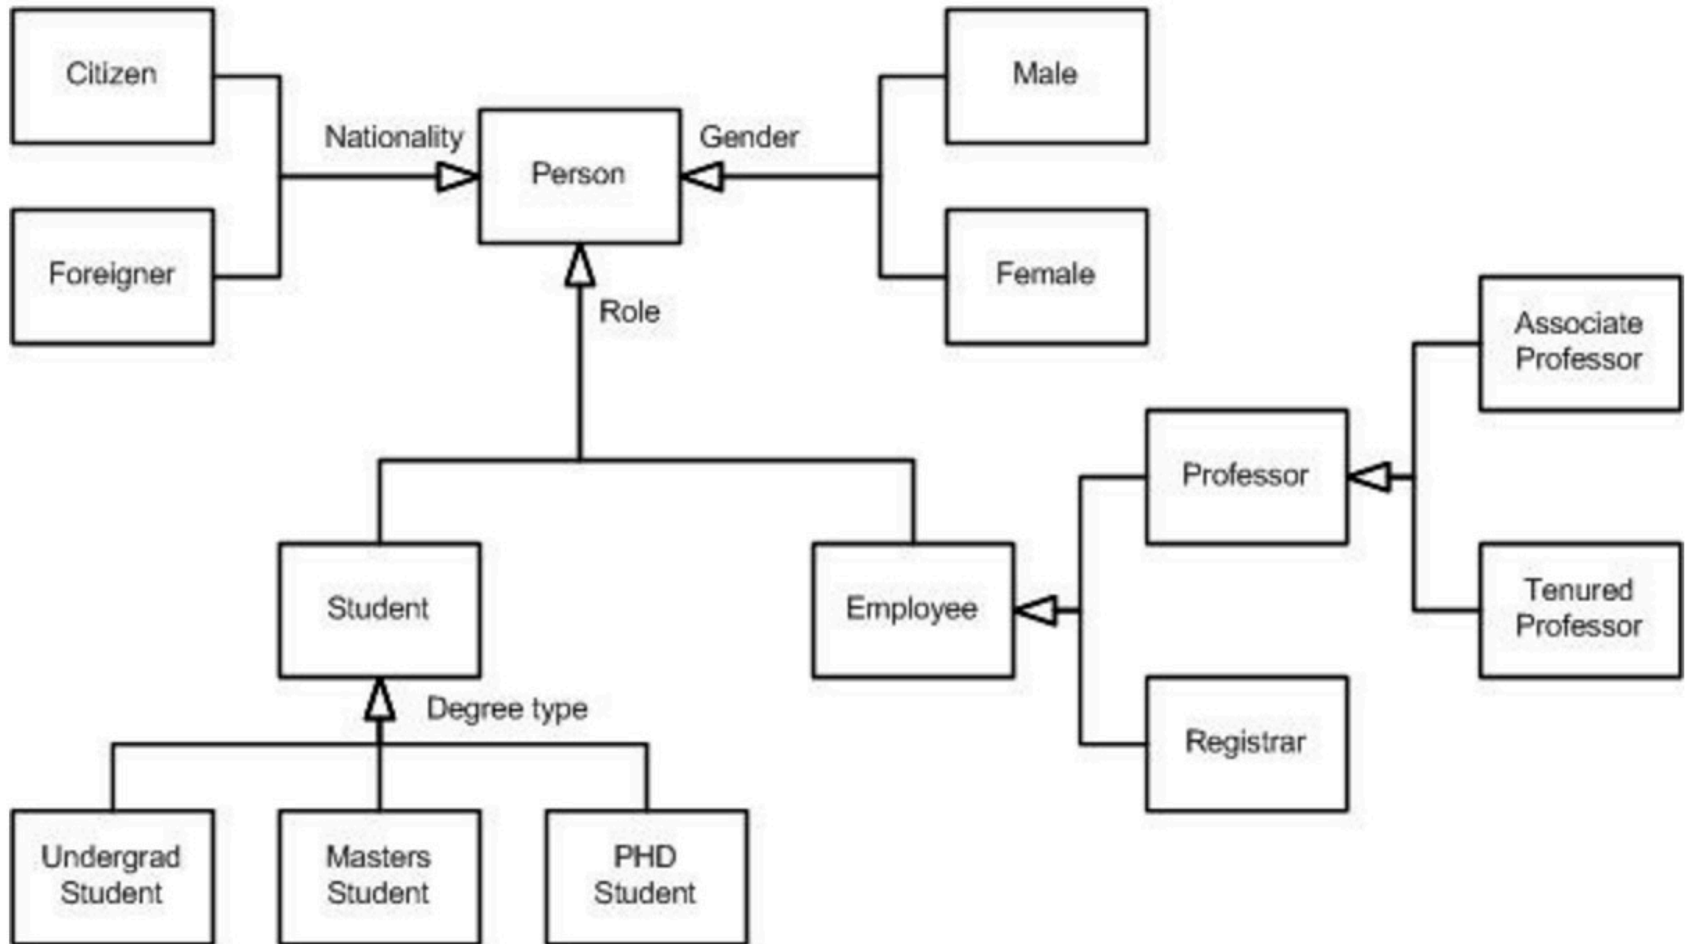 Citizen
Male
Nationality
Gender
Person
Foreigner
Female
Role
Associate
Professor
Professor
Student
Employee
Tenured
Professor
Degree type
Registrar
Undergrad
Student
Masters
Student
PHD
Student